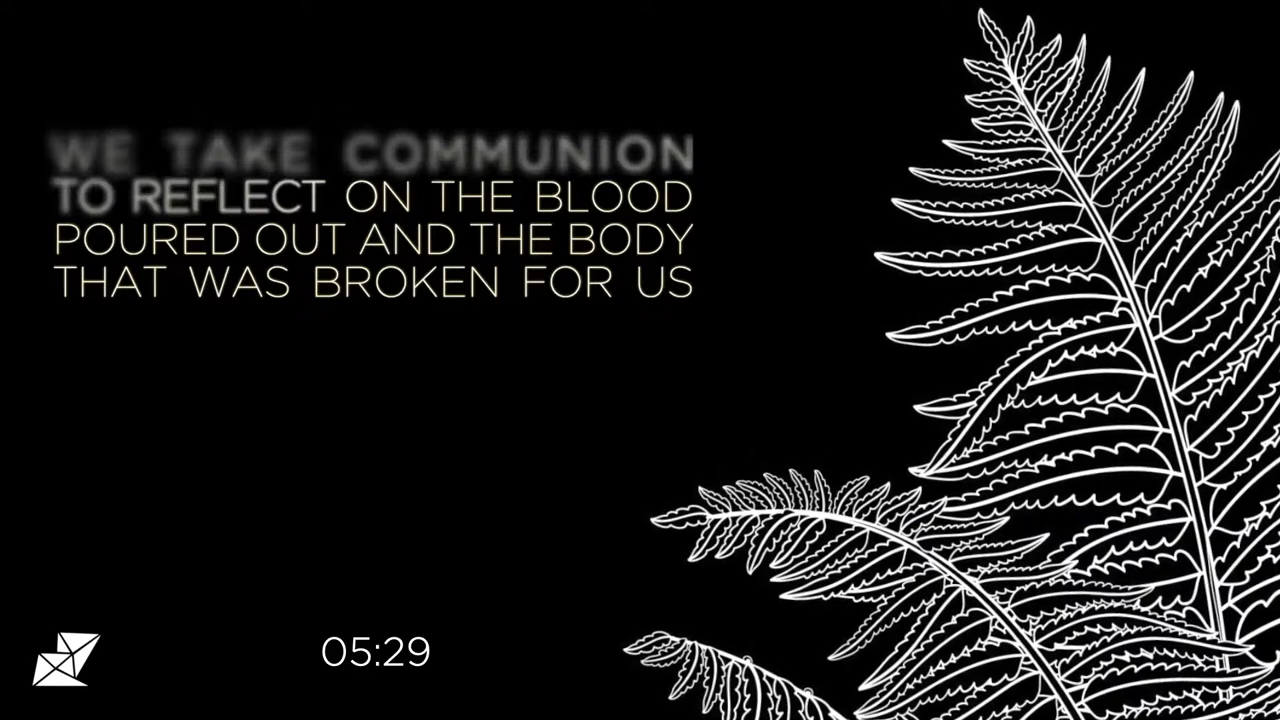 WE TAKE COMMUNION
TO REFLECT ON THE BLOOD
POURED OUT AND THE BODY
THAT WAS BROKEN FOR US
05:29